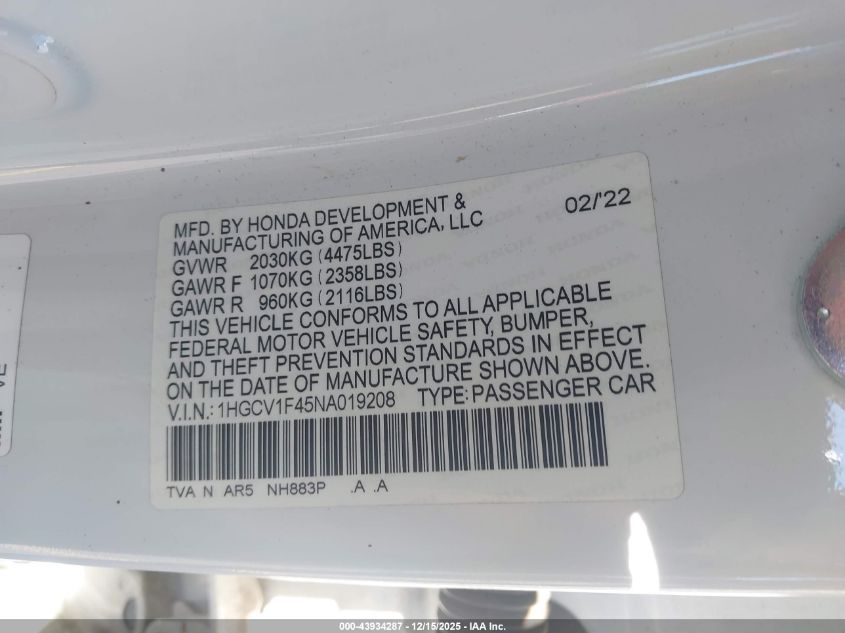 MFD. BY HONDA DEVELOPMENT & 02/'22
MANUFACTURING OF AMERICA, LLC
GVWR 2030KG (4475LBS)
GAWR F 1070KG (2358LBS)
GAWR R 960KG (2116LBS)
THIS VEHICLE CONFORMS TO ALL APPLICABLE
FEDERAL MOTOR VEHICLE SAFETY, BUMPER,
AND THEFT PREVENTION STANDARDS IN EFFECT
ON THE DATE OF MANUFACTURE SHOWN ABOVE.
V.I.N.: 1HGCV1F45NA019208 TYPE: PASSENGER CAR
TVA N AR5 NH883P .A .A
000-43934287 - 12/15/2025 - IAA Inc.